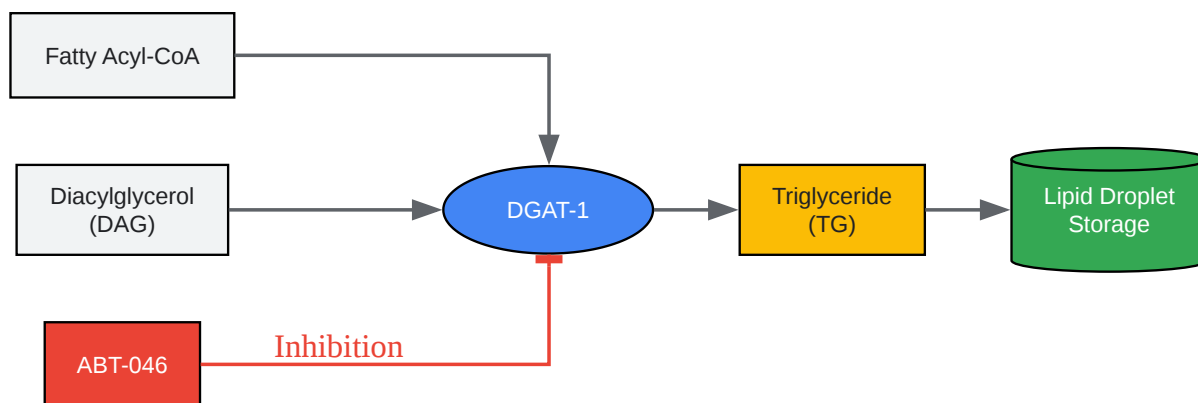 Fatty Acyl-CoA
Diacylglycerol
(DAG)
DGAT-1
Triglyceride
(TG)
Lipid Droplet
Storage
ABT-046
Inhibition